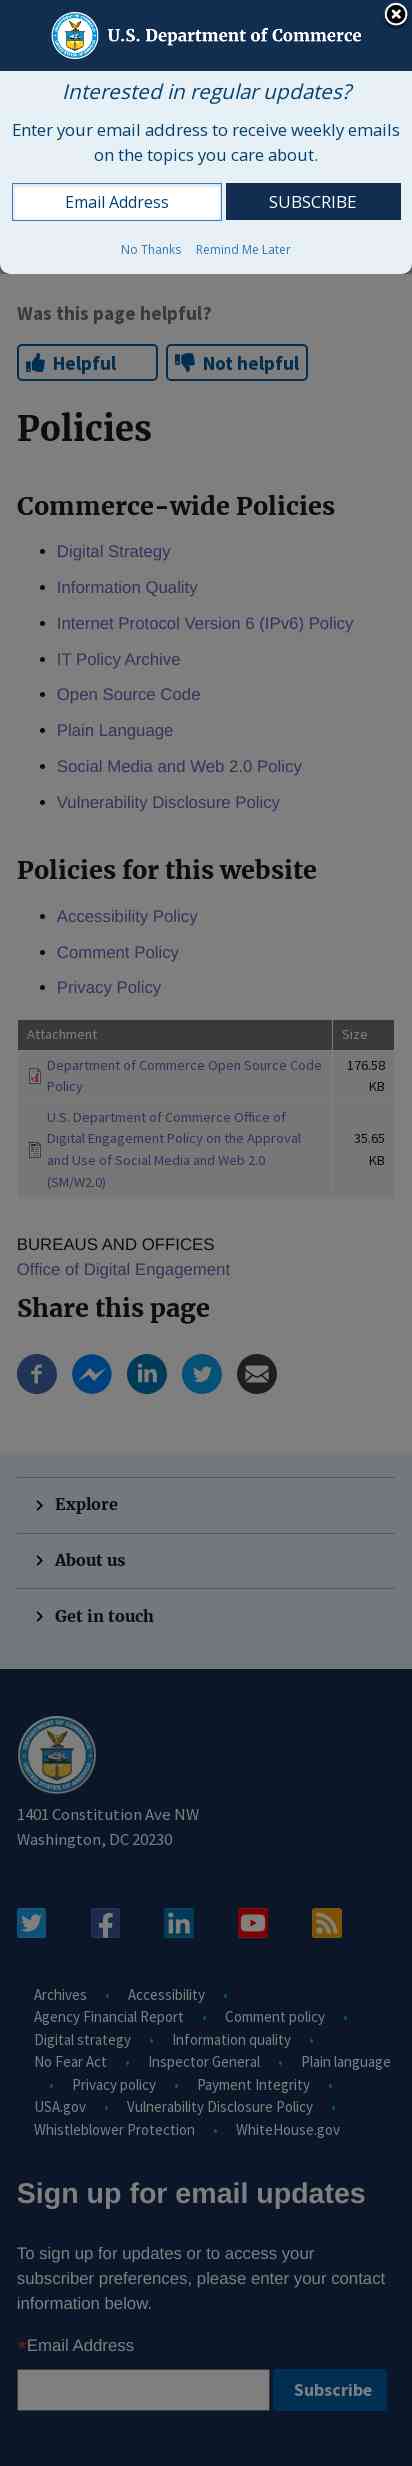 U.S. Department of Commerce
Interested in regular updates?
Enter your email address to receive weekly emails
on the topics you care about.
Email Address
SUBSCRIBE
No Thanks
Remind Me Later
Was this page helpful?
Helpful
Not helpful
Policies
Commerce-wide Policies
• Digital Strategy
• Information Quality
• Internet Protocol Version 6 (IPv6) Policy
• IT Policy Archive
• Open Source Code
• Plain Language
• Social Media and Web 2.0 Policy
• Vulnerability Disclosure Policy
Policies for this website
• Accessibility Policy
• Comment Policy
• Privacy Policy
Attachment Size
Department of Commerce Open Source Code 176.58
Policy KB
U.S. Department of Commerce Office of
Digital Engagement Policy on the Approval 35.65
and Use of Social Media and Web 2.0 KB
(SM/W2.0)
BUREAUS AND OFFICES
Office of Digital Engagement
Share this page
Explore
About us
Get in touch
1401 Constitution Ave NW
Washington, DC 20230
Archives • Accessibility •
Agency Financial Report • Comment policy •
Digital strategy • Information quality •
No Fear Act • Inspector General • Plain language
• Privacy policy • Payment Integrity •
USA.gov • Vulnerability Disclosure Policy •
Whistleblower Protection • WhiteHouse.gov
Sign up for email updates
To sign up for updates or to access your
subscriber preferences, please enter your contact
information below.
*Email Address
Subscribe